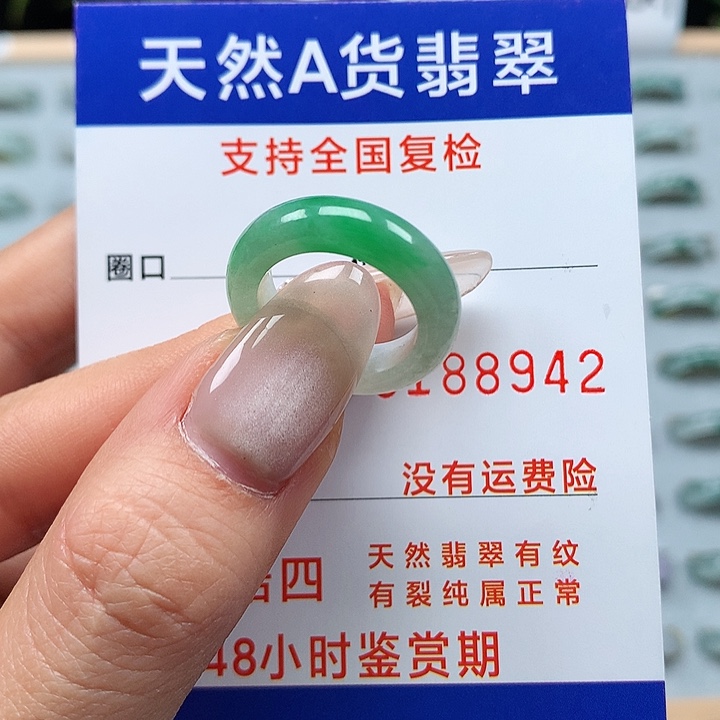 天然A货翡翠
支持全国复检
圈口
188942
没有运费险
四
天然翡翠有纹
有裂纯属正常
48小时鉴赏期